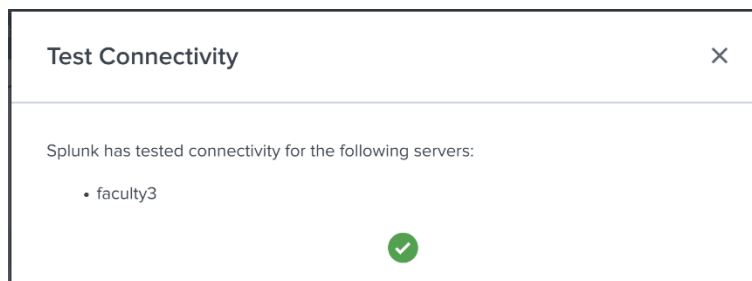 Test Connectivity
Splunk has tested connectivity for the following servers:
• faculty3